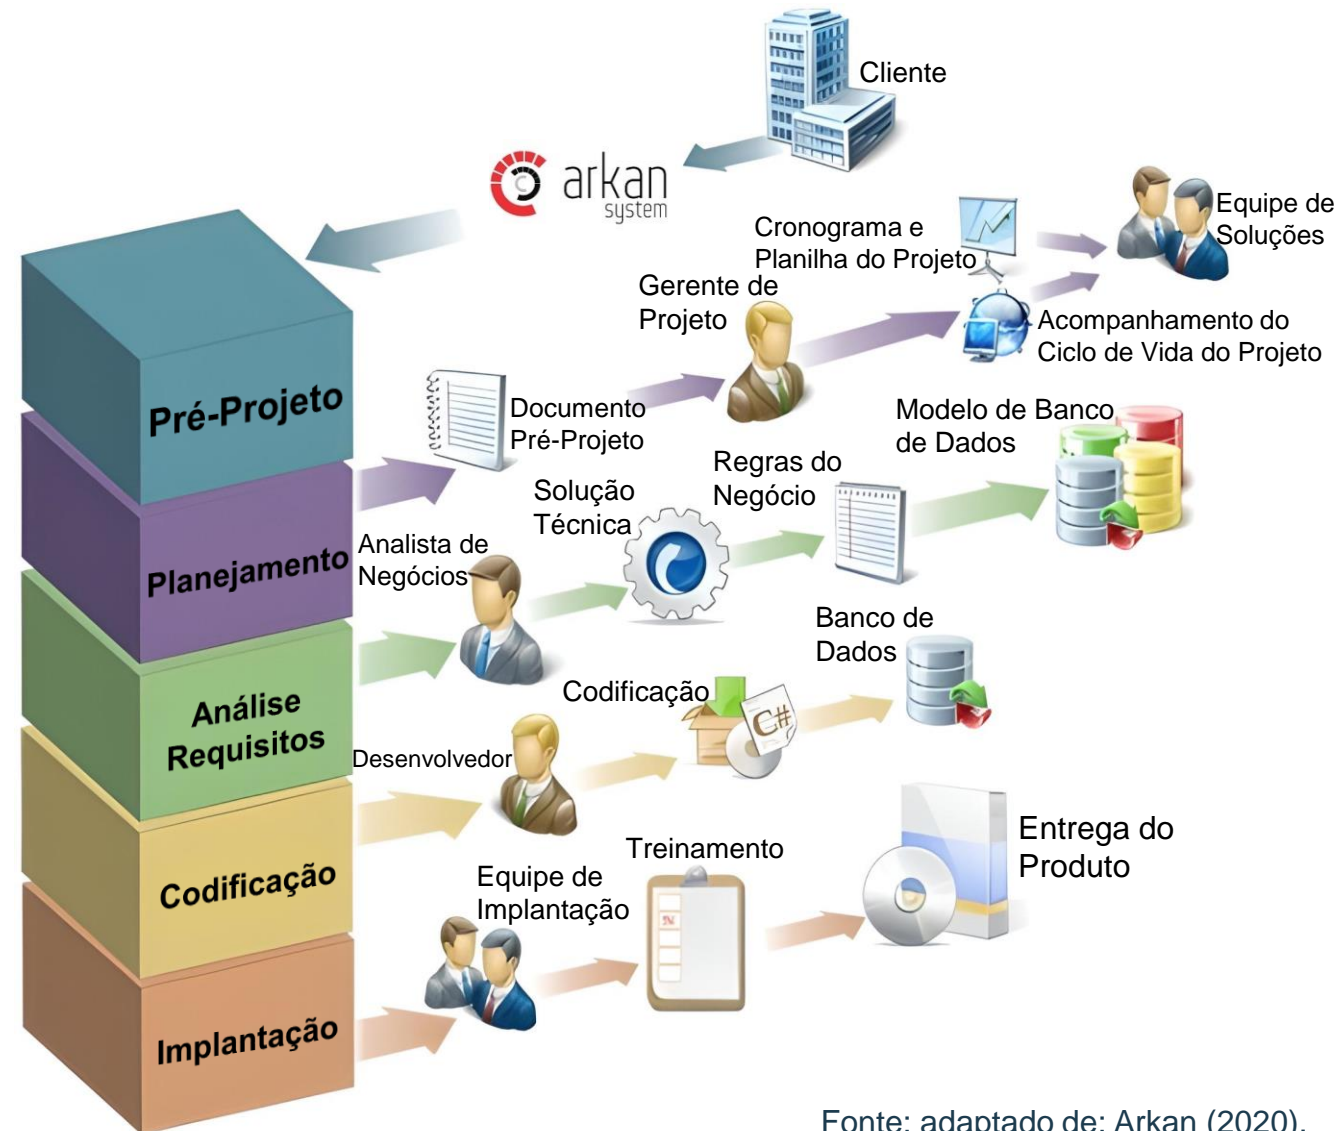 Cliente
arkan
system
Cronograma e
Planilha do Projeto
Equipe de
Soluções
Gerente de
Projeto
Acompanhamento do
Ciclo de Vida do Projeto
Pré-Projeto
Documento
Pré-Projeto
Modelo de Banco
de Dados
Regras do
Negócio
Solução
Técnica
Planejamento
Analista de
Negócios
Banco de
Dados
Análise
Requisitos
Codificação
C#
Desenvolvedor
Codificação
Treinamento
Entrega do
Produto
Equipe de
Implantação
Implantação
Fonte: adaptado de: Arkan (2020).